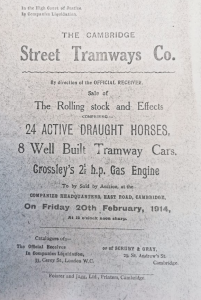 In the High Court of Justice
In Companies Liquidation.
THE CAMBRIDGE
Street Tramways Co.
By direction of the OFFICIAL RECEIVER.
Sale of
The Rolling stock and Effects
COMPRISING
24 ACTIVE DRAUGHT HORSES,
8 Well Built Tramway Cars,
Crossley's 2½ h.p. Gas Engine
To be Sold by Auction, at the
COMPANIES HEADQUARTERS, EAST ROAD, CAMBRIDGE,
On Friday 20th February, 1914,
At 12 o'clock noon sharp.
Catalogues of
The Official Receiver
In Companies Liquidation,
33, Carey St., London W.C.
or of & GRAY,
St. Andrew's St.
Cambridge.
Foister and Jagg, Ltd., Printers, Cambridge.